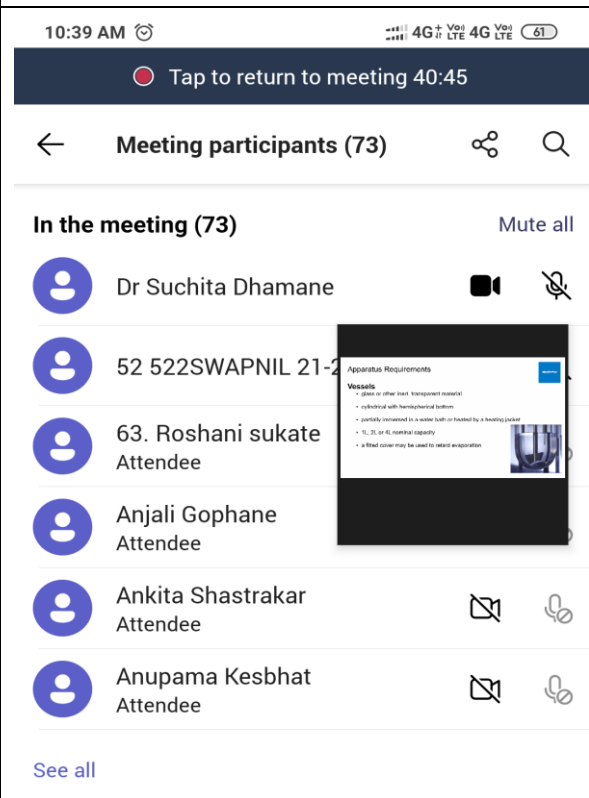 10:39 AM
4G+ Vo) LTE 4G Vo) LTE 61
Tap to return to meeting 40:45
Meeting participants (73)
In the meeting (73)
Mute all
Dr Suchita Dhamane
52 522SWAPNIL 21-2
63. Roshani sukate
Attendee
Anjali Gophane
Attendee
Apparatus Requirements
Vessels
• glass or other inert, transparent material
• cylindrical with hemispherical bottom
• partially immersed in a water bath or heated by a heating jacket
• 1L, 2L or 4L nominal capacity
• a fitted cover may be used to retard evaporation
Ankita Shastrakar
Attendee
Anupama Kesbhat
Attendee
See all